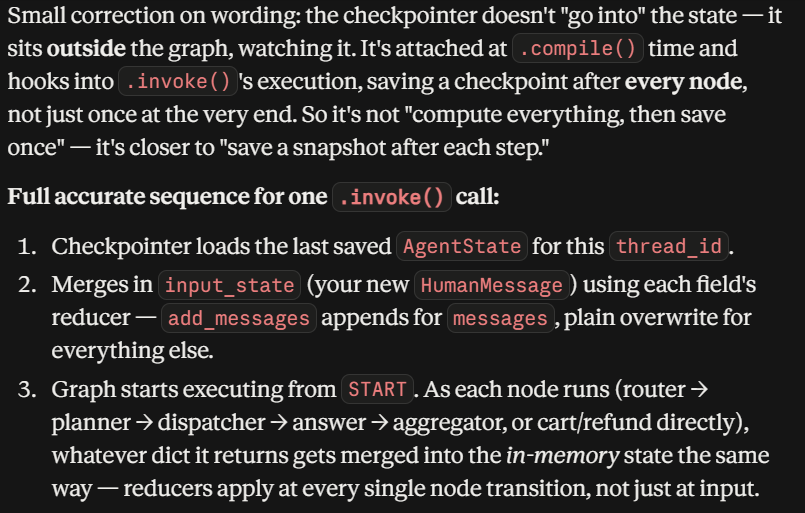 Small correction on wording: the checkpointer doesn't "go into" the state — it
sits outside the graph, watching it. It's attached at .compile() time and
hooks into .invoke()'s execution, saving a checkpoint after every node,
not just once at the very end. So it's not "compute everything, then save
once" — it's closer to "save a snapshot after each step."
Full accurate sequence for one .invoke() call:
1. Checkpointer loads the last saved AgentState for this thread_id.
2. Merges in input_state (your new HumanMessage) using each field's
reducer — add_messages appends for messages, plain overwrite for
everything else.
3. Graph starts executing from START. As each node runs (router →
planner → dispatcher → answer → aggregator, or cart/refund directly),
whatever dict it returns gets merged into the in-memory state the same
way — reducers apply at every single node transition, not just at input.